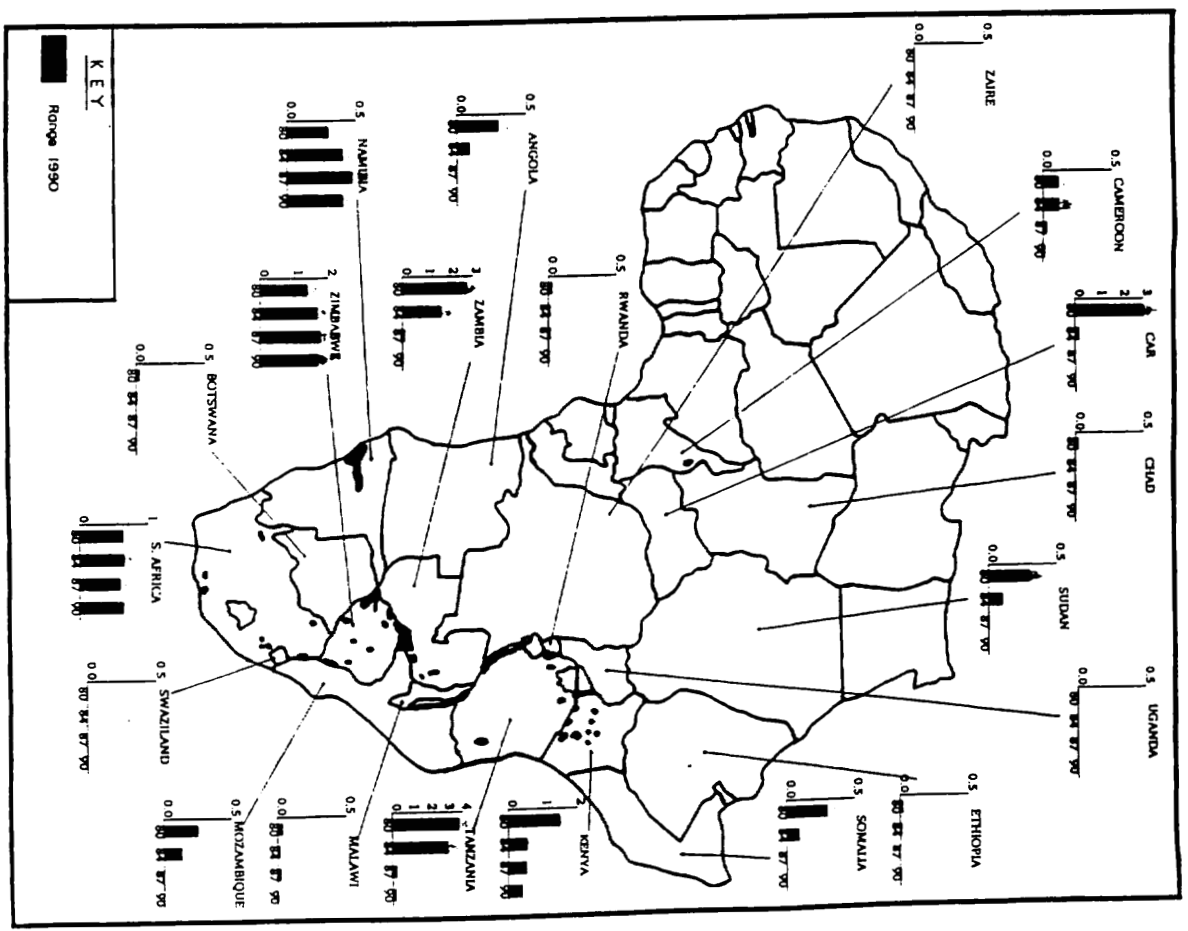 CAR
3
2
1
0
80 84 87 90
CHAD
0.5
0.0
80 84 87 90
UGANDA
0.5
0.0
80 84 87 90
CAMEROON
0.5
0.0
80 84 87 90
SUDAN
0.5
0.0
80 84 87 90
ZAIRE
0.5
0.0
80 84 87 90
ETHIOPIA
0.5
0.0
80 84 87 90
SOMALIA
0.5
0.0
80 84 87 90
RWANDA
0.5
0.0
80 84 87 90
KENYA
2
1
0
80 84 87 90
ANGOLA
0.5
0.0
80 84 87 90
ZAMBIA
3
2
1
0
80 84 87 90
TANZANIA
4
3
2
1
0
80 84 87 90
NAMIBIA
0.5
0.0
80 84 87 90
ZIMBABWE
2
1
0
80 84 87 90
MALAWI
0.5
0.0
80 84 87 90
BOTSWANA
0.5
0.0
80 84 87 90
MOZAMBIQUE
0.5
0.0
80 84 87 90
S. AFRICA
1
0
80 84 87 90
SWAZILAND
0.5
0.0
80 84 87 90
KEY
Range 1990